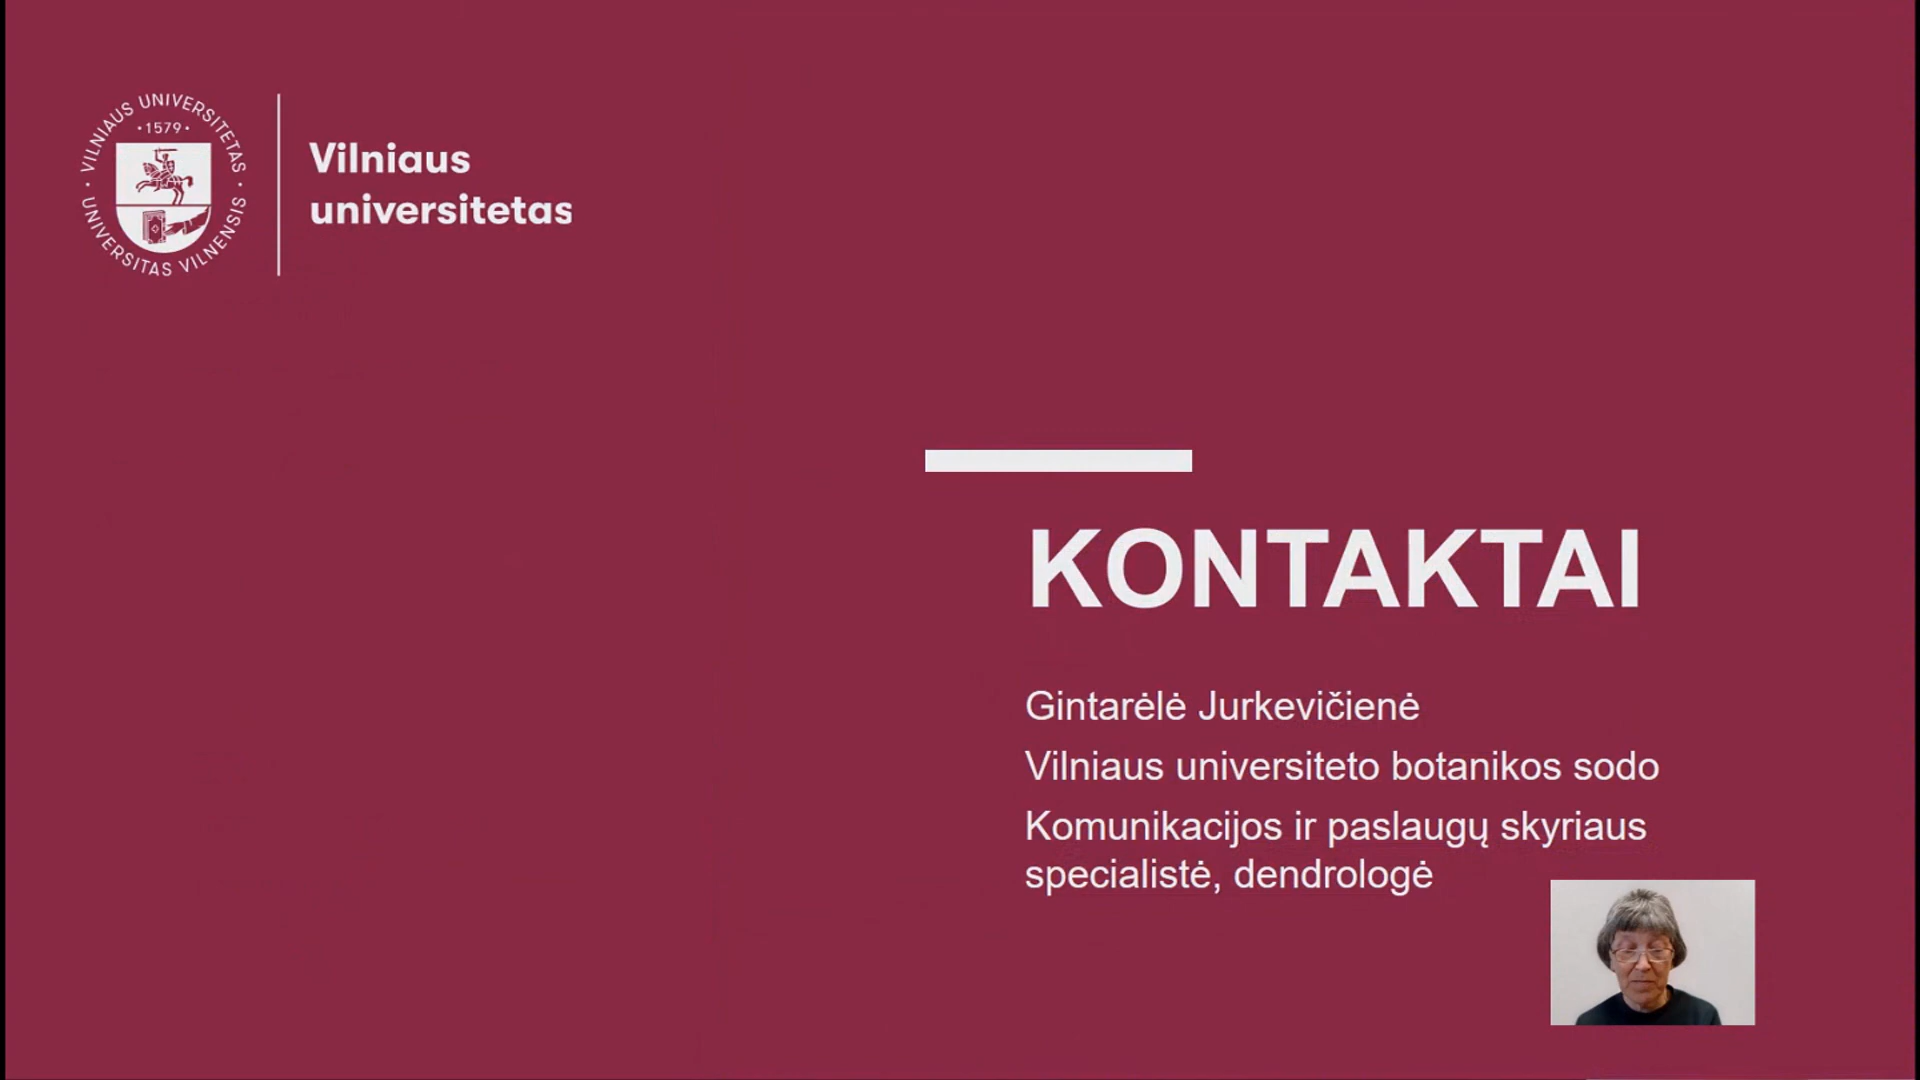 VILNIAUS UNIVERSITETAS
1579
UNIVERSITAS VILNENSIS
Vilniaus
universitetas
KONTAKTAI
Gintarėlė Jurkevičienė
Vilniaus universiteto botanikos sodo
Komunikacijos ir paslaugų skyriaus
specialistė, dendrologė